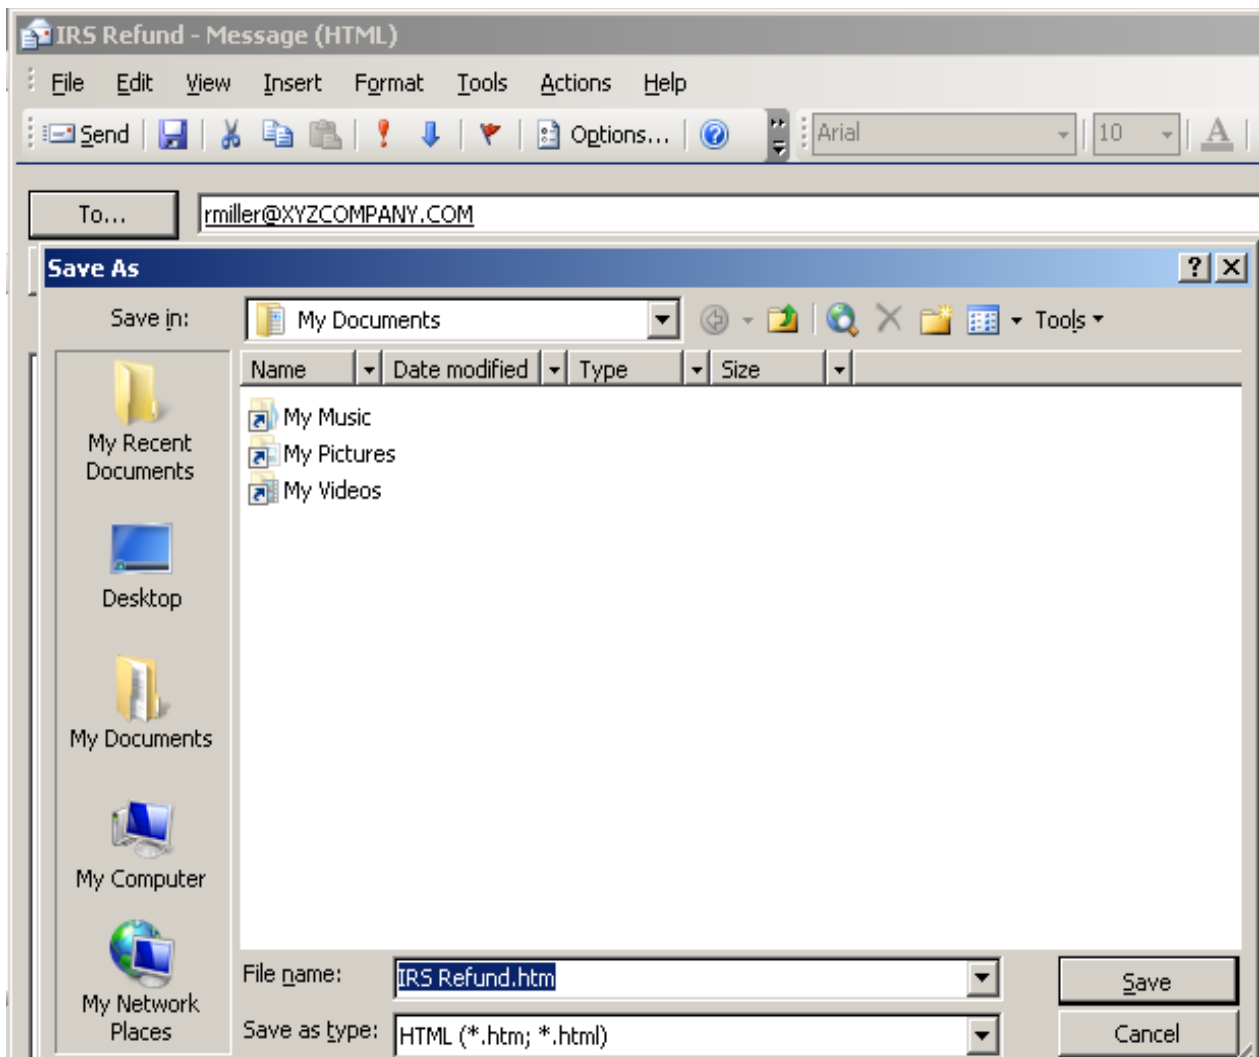 IRS Refund - Message (HTML)
File Edit View Insert Format Tools Actions Help
Send Options... Arial 10 A
To... rmiller@XYZCOMPANY.COM
Save As
Save in: My Documents Tools
Name Date modified Type Size
My Music
My Pictures
My Videos
My Recent
Documents
Desktop
My Documents
My Computer
My Network
Places
File name: IRS Refund.htm Save
Save as type: HTML (*.htm; *.html) Cancel